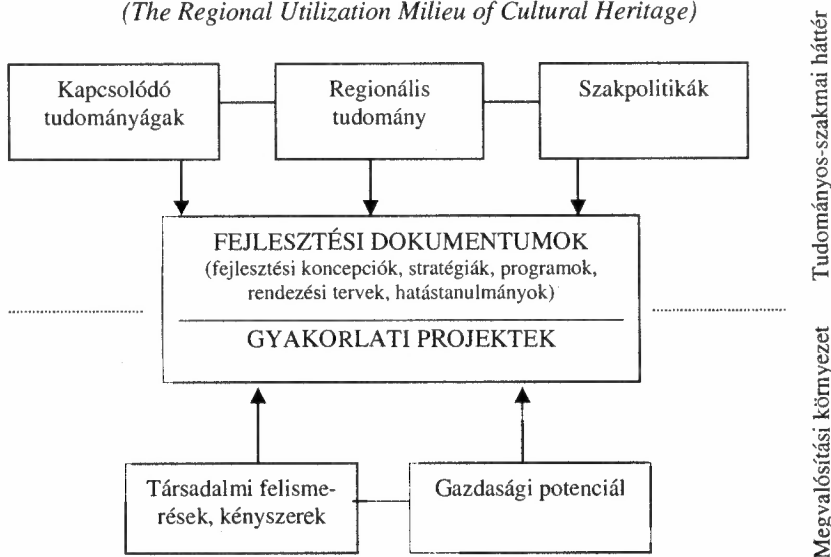 (The Regional Utilization Milieu of Cultural Heritage)
Kapcsolódó
tudományágak
Regionális
tudomány
Szakpolitikák
FEJLESZTÉSI DOKUMENTUMOK
(fejlesztési koncepciók, stratégiák, programok,
rendezési tervek, hatástanulmányok)
GYAKORLATI PROJEKTEK
Társadalmi felisme-
rések, kényszerek
Gazdasági potenciál
Tudományos-szakmai háttér
Megvalósítási környezet